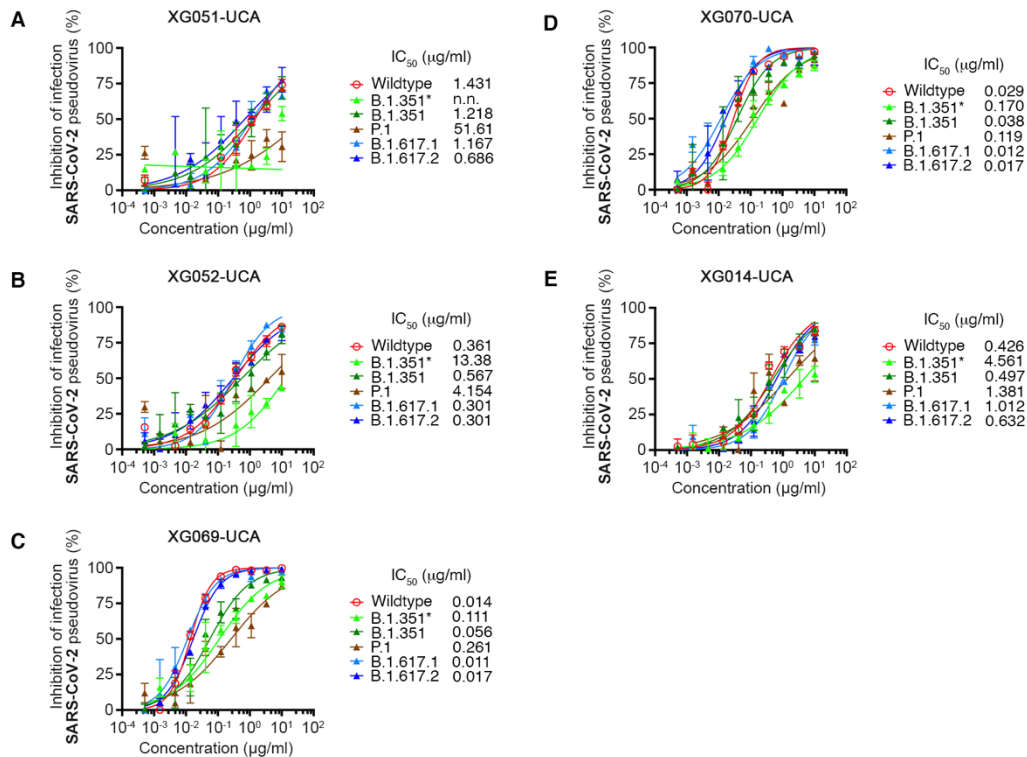 A
XG051-UCA
Inhibition of infection
SARS-CoV-2 pseudovirus (%)
100
75
50
25
0
10-4 10-3 10-2 10-1 100 101 102
Concentration (µg/ml)
IC50 (µg/ml)
Wildtype 1.431
B.1.351* n.n.
B.1.351 1.218
P.1 51.61
B.1.617.1 1.167
B.1.617.2 0.686
B
XG052-UCA
Inhibition of infection
SARS-CoV-2 pseudovirus (%)
100
75
50
25
0
10-4 10-3 10-2 10-1 100 101 102
Concentration (µg/ml)
IC50 (µg/ml)
Wildtype 0.361
B.1.351* 13.38
B.1.351 0.567
P.1 4.154
B.1.617.1 0.301
B.1.617.2 0.301
C
XG069-UCA
Inhibition of infection
SARS-CoV-2 pseudovirus (%)
100
75
50
25
0
10-4 10-3 10-2 10-1 100 101 102
Concentration (µg/ml)
IC50 (µg/ml)
Wildtype 0.014
B.1.351* 0.111
B.1.351 0.056
P.1 0.261
B.1.617.1 0.011
B.1.617.2 0.017
D
XG070-UCA
Inhibition of infection
SARS-CoV-2 pseudovirus (%)
100
75
50
25
0
10-4 10-3 10-2 10-1 100 101 102
Concentration (µg/ml)
IC50 (µg/ml)
Wildtype 0.029
B.1.351* 0.170
B.1.351 0.038
P.1 0.119
B.1.617.1 0.012
B.1.617.2 0.017
E
XG014-UCA
Inhibition of infection
SARS-CoV-2 pseudovirus (%)
100
75
50
25
0
10-4 10-3 10-2 10-1 100 101 102
Concentration (µg/ml)
IC50 (µg/ml)
Wildtype 0.426
B.1.351* 4.561
B.1.351 0.497
P.1 1.381
B.1.617.1 1.012
B.1.617.2 0.632